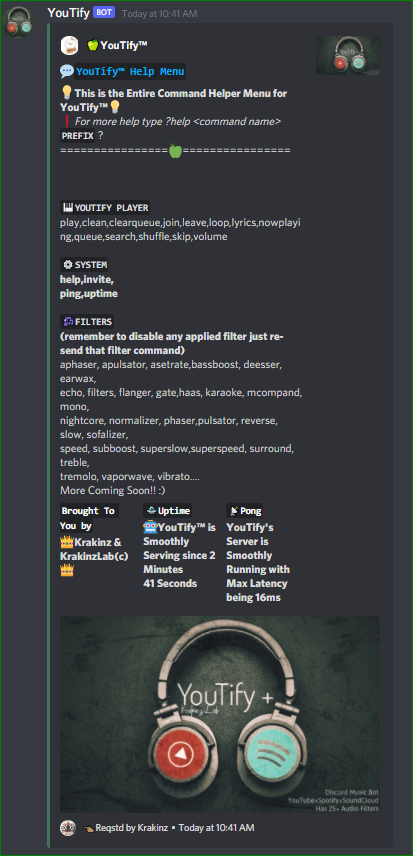 YouTify BOT Today at 10:41 AM
YouTify™
YouTify™ Help Menu
This is the Entire Command Helper Menu for
YouTify™
For more help type ?help <command name>
PREFIX ?
================🍏================
YOUTIFY PLAYER
play,clean,clearqueue,join,leave,loop,lyrics,nowplayi
ng,queue,search,shuffle,skip,volume
SYSTEM
help,invite,
ping,uptime
FILTERS
(remember to disable any applied filter just re-
send that filter command)
aphaser, apulsator, asetrate,bassboost, deesser,
earwax,
echo, filters, flanger, gate,haas, karaoke, mcompand,
mono,
nightcore, normalizer, phaser,pulsator, reverse,
slow, sofalizer,
speed, subboost, superslow,superspeed, surround,
treble,
tremolo, vaporwave, vibrato....
More Coming Soon!! :)
Brought To
You by
Krakinz &
KrakinzLab(c)
Uptime
YouTify™ is
Smoothly
Serving since 2
Minutes
41 Seconds
Pong
YouTify's
Server is
Smoothly
Running with
Max Latency
being 16ms
YouTify +
Krakinz Lab
Discord Music Bot
YouTube+Spotify+SoundCloud
Has 25+ Audio Filters
Reqstd by Krakinz • Today at 10:41 AM